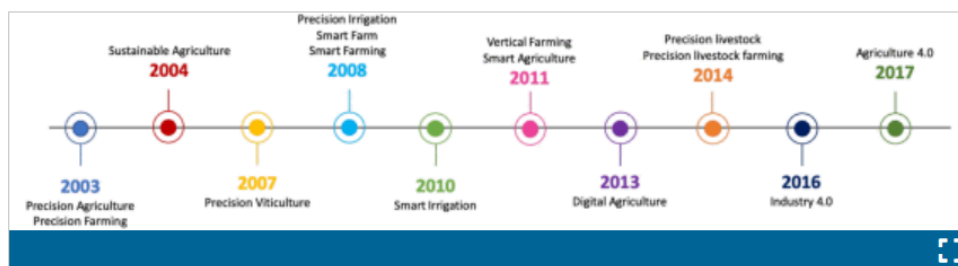 Sustainable Agriculture
2004
Precision Irrigation
Smart Farm
Smart Farming
2008
Vertical Farming
Smart Agriculture
2011
Precision livestock
Precision livestock farming
2014
Agriculture 4.0
2017
2003
Precision Agriculture
Precision Farming
2007
Precision Viticulture
2010
Smart Irrigation
2013
Digital Agriculture
2016
Industry 4.0